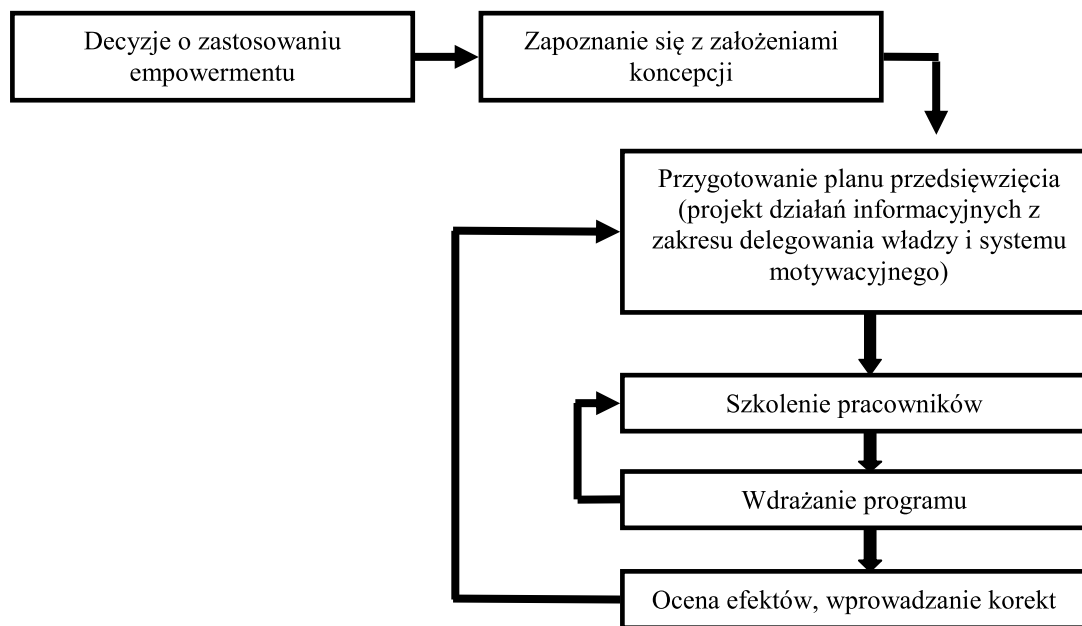 Decyzje o zastosowaniu
empowermentu
Zapoznanie się z założeniami
koncepcji
Przygotowanie planu przedsięwzięcia
(projekt działań informacyjnych z
zakresu delegowania władzy i systemu
motywacyjnego)
Szkolenie pracowników
Wdrażanie programu
Ocena efektów, wprowadzanie korekt